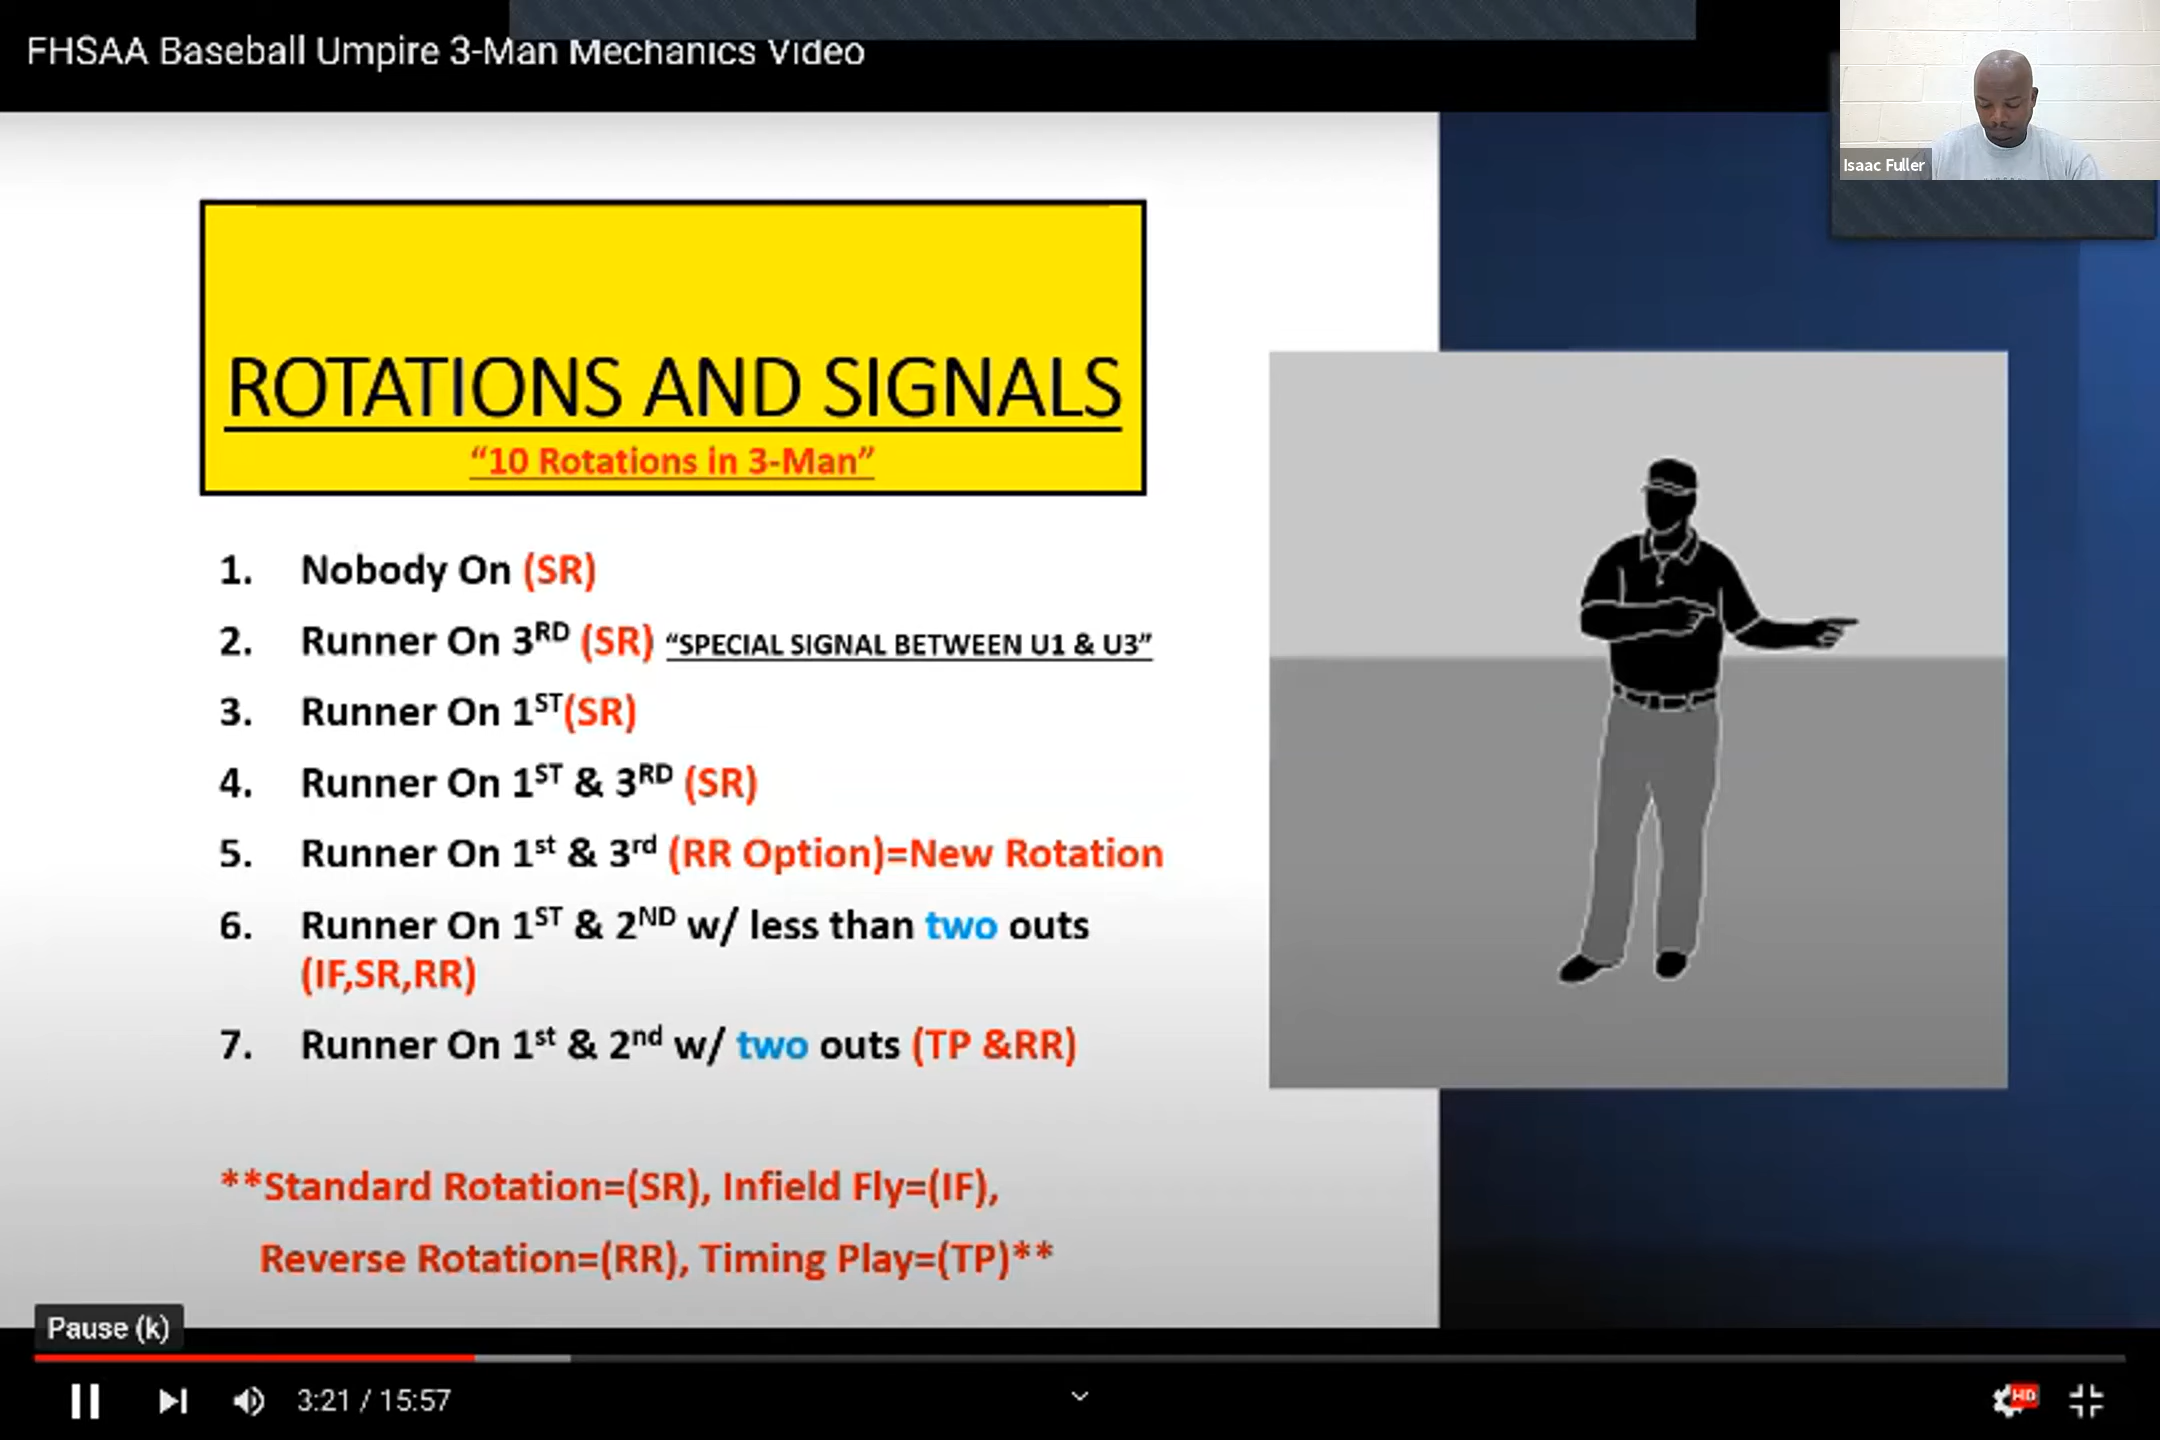 FHSAA Baseball Umpire 3-Man Mechanics Video
Isaac Fuller
ROTATIONS AND SIGNALS
“10 Rotations in 3-Man”
1. Nobody On (SR)
2. Runner On 3RD (SR) “SPECIAL SIGNAL BETWEEN U1 & U3”
3. Runner On 1ST(SR)
4. Runner On 1ST & 3RD (SR)
5. Runner On 1st & 3rd (RR Option)=New Rotation
6. Runner On 1ST & 2ND w/ less than two outs
(IF,SR,RR)
7. Runner On 1st & 2nd w/ two outs (TP &RR)
**Standard Rotation=(SR), Infield Fly=(IF),
Reverse Rotation=(RR), Timing Play=(TP)**
Pause (k)
3:21 / 15:57
HD